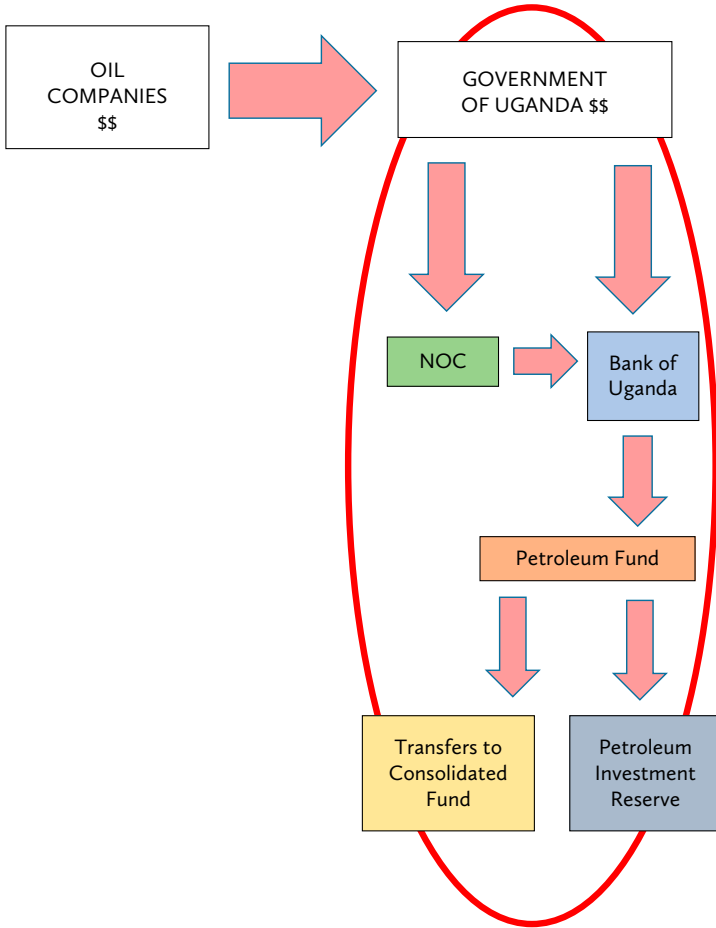 OIL
COMPANIES
$$
GOVERNMENT
OF UGANDA $$
NOC
Bank of
Uganda
Petroleum Fund
Transfers to
Consolidated
Fund
Petroleum
Investment
Reserve